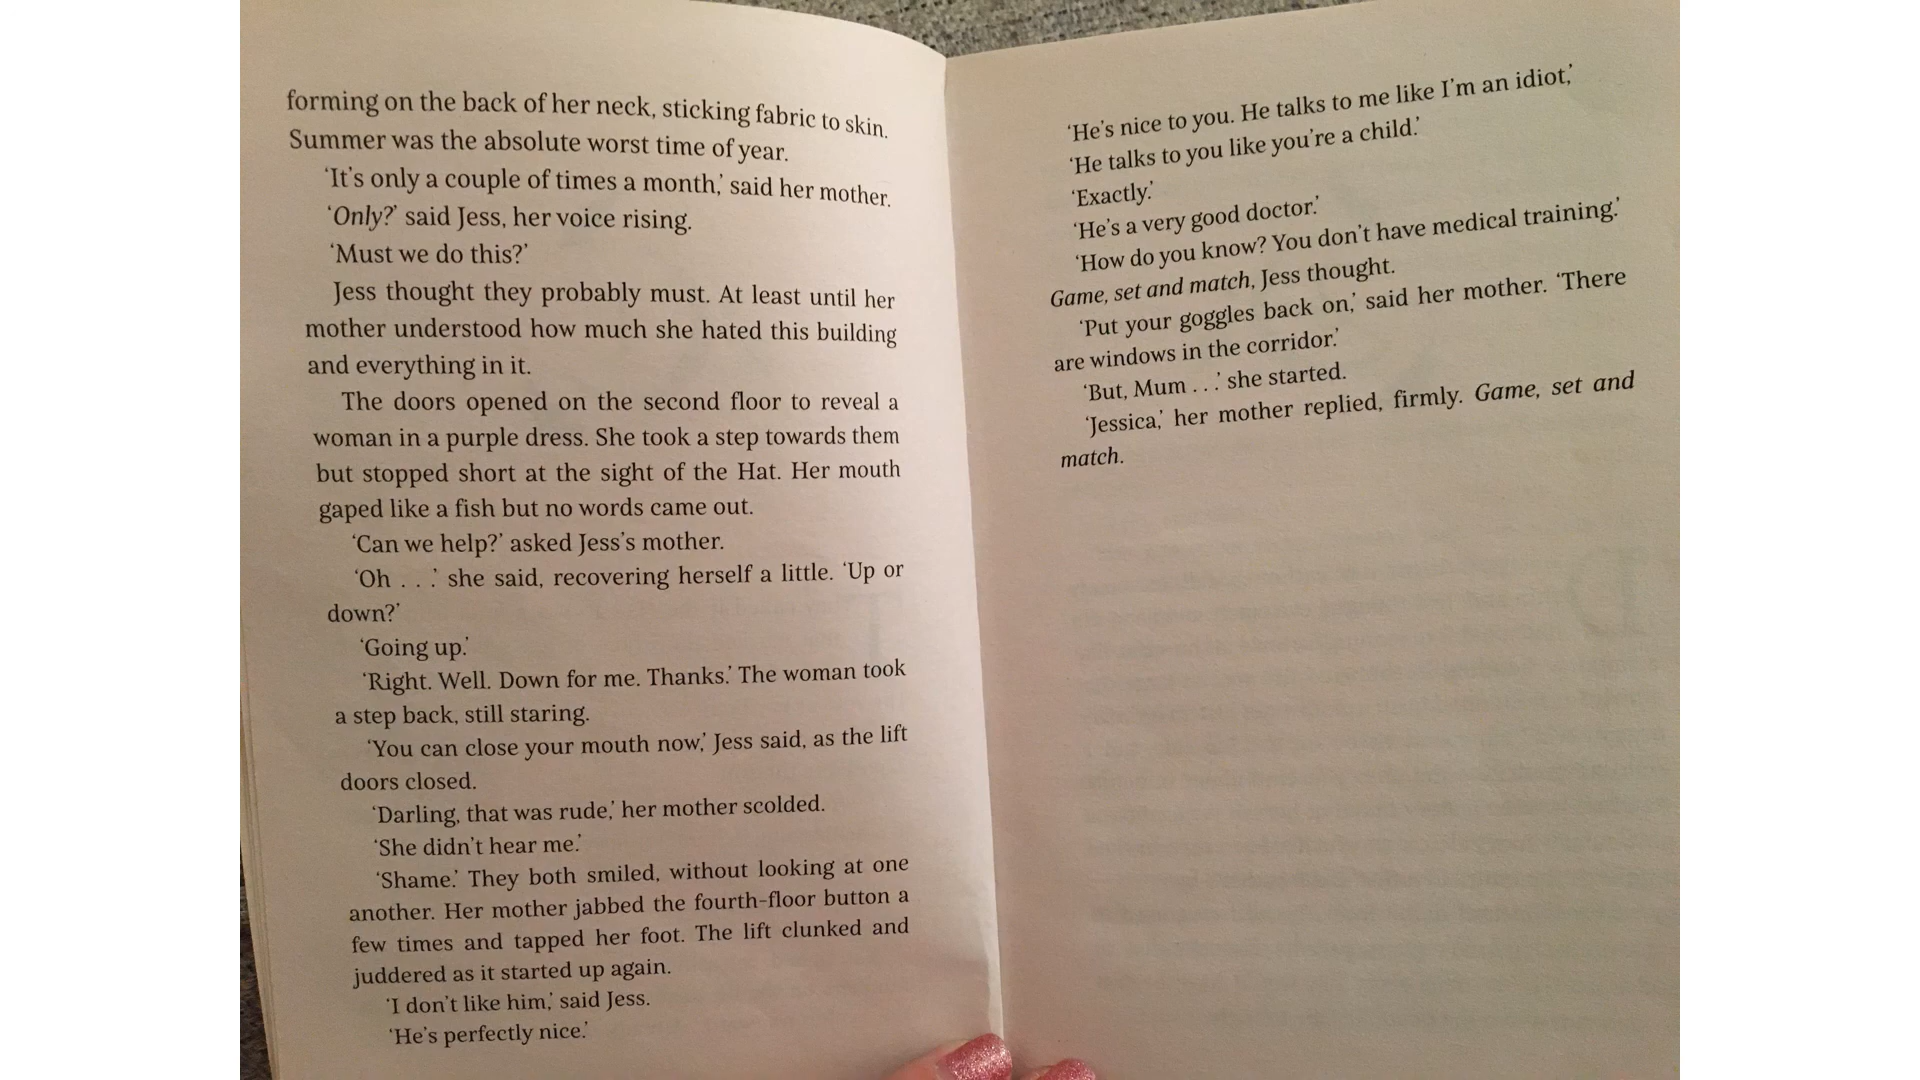 forming on the back of her neck, sticking fabric to skin.
Summer was the absolute worst time of year.
‘It’s only a couple of times a month,’ said her mother.
‘Only?’ said Jess, her voice rising.
‘Must we do this?’
Jess thought they probably must. At least until her
mother understood how much she hated this building
and everything in it.
The doors opened on the second floor to reveal a
woman in a purple dress. She took a step towards them
but stopped short at the sight of the Hat. Her mouth
gaped like a fish but no words came out.
‘Can we help?’ asked Jess’s mother.
‘Oh . . .’ she said, recovering herself a little. ‘Up or
down?’
‘Going up.’
‘Right. Well. Down for me. Thanks.’ The woman took
a step back, still staring.
‘You can close your mouth now,’ Jess said, as the lift
doors closed.
‘Darling, that was rude,’ her mother scolded.
‘She didn’t hear me.’
‘Shame.’ They both smiled, without looking at one
another. Her mother jabbed the fourth-floor button a
few times and tapped her foot. The lift clunked and
juddered as it started up again.
‘I don’t like him,’ said Jess.
‘He’s perfectly nice.’
‘He’s nice to you. He talks to me like I’m an idiot,’
‘He talks to you like you’re a child.’
‘Exactly.’
‘He’s a very good doctor.’
‘How do you know? You don’t have medical training.’
Game, set and match, Jess thought.
‘Put your goggles back on,’ said her mother. ‘There
are windows in the corridor.’
‘But, Mum . . .’ she started.
‘Jessica,’ her mother replied, firmly. Game, set and
match.